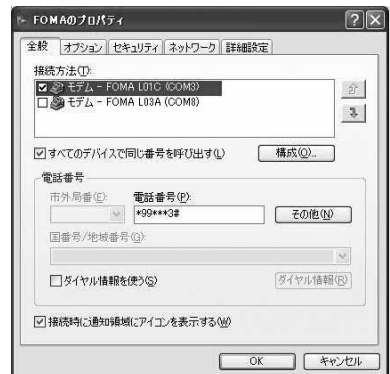 FOMAのプロパティ
全般 オプション セキュリティ ネットワーク 詳細設定
接続方法(T):
モデム - FOMA L01C (COM3)
モデム - FOMA L03A (COM8)
すべてのデバイスで同じ番号を呼び出す(L) 構成(O)...
電話番号
市外局番(E): 電話番号(P):
*99***3# その他(N)
国番号/地域番号(G):
ダイヤル情報を使う(S) ダイヤル情報(R)
接続時に通知領域にアイコンを表示する(W)
OK キャンセル